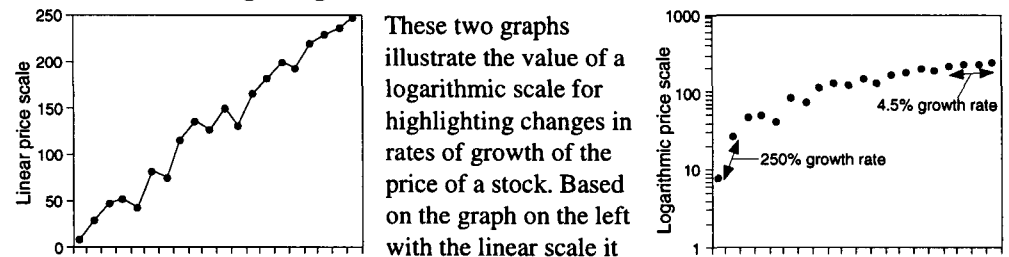 250
200
150
100
50
0
Linear price scale
These two graphs
illustrate the value of a
logarithmic scale for
highlighting changes in
rates of growth of the
price of a stock. Based
on the graph on the left
with the linear scale it
1000
100
10
1
Logarithmic price scale
4.5% growth rate
250% growth rate